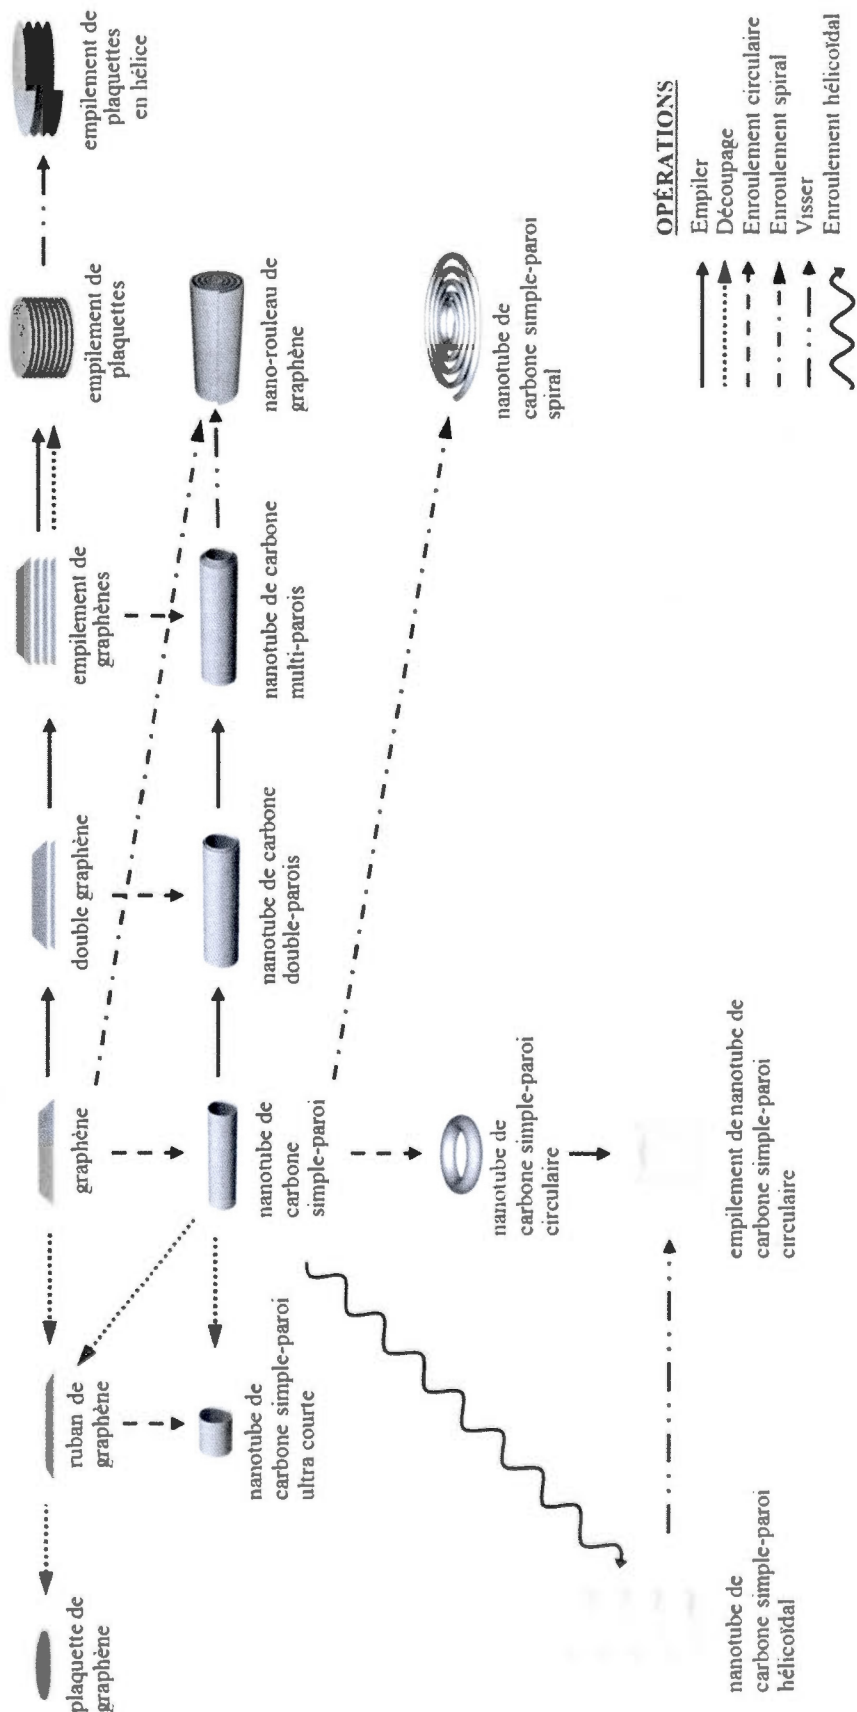 plaquette de
graphène
ruban de
graphène
graphène
double graphène
empilement de
graphènes
empilement de
plaquettes
empilement de
plaquettes
en hélice
nanotube de
carbone simple-paroi
ultra courte
nanotube de
carbone
simple-paroi
nanotube de carbone
double-parois
nanotube de carbone
multi-parois
nano-rouleau de
graphène
nanotube de
carbone simple-paroi
circulaire
nanotube de
carbone simple-paroi
spiral
nanotube de
carbone simple-paroi
hélicoïdal
empilement de nanotube de
carbone simple-paroi
circulaire
OPÉRATIONS
Empiler
Découpage
Enroulement circulaire
Enroulement spiral
Visser
Enroulement hélicoïdal